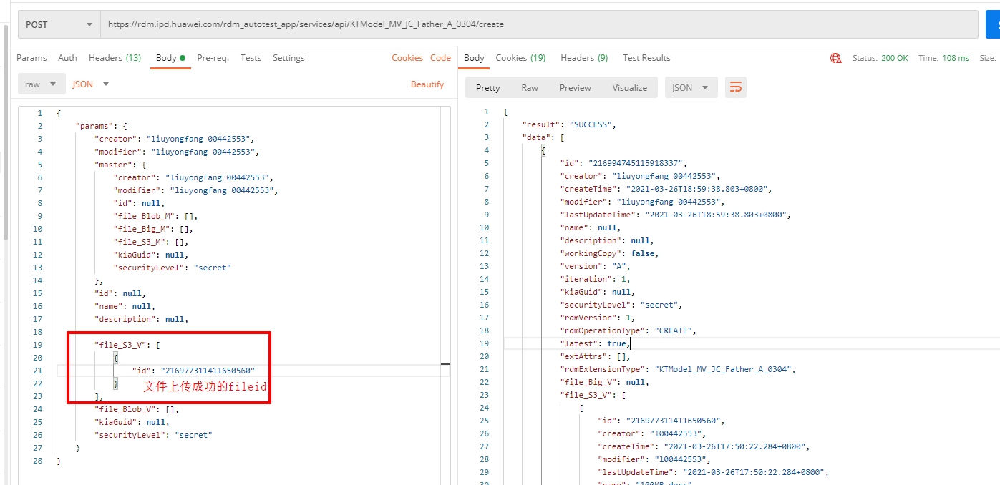 POST https://rdm.ipd.huawei.com/rdm_autotest_app/services/api/KTModel_MV_JC_Father_A_0304/create
Params Auth Headers (13) Body Pre-req. Tests Settings Cookies Code
raw JSON Beautify
1 {
2 "params": {
3 "creator": "liuyongfang 00442553",
4 "modifier": "liuyongfang 00442553",
5 "master": {
6 "creator": "liuyongfang 00442553",
7 "modifier": "liuyongfang 00442553",
8 "id": null,
9 "file_Blob_M": [],
10 "file_Big_M": [],
11 "file_S3_M": [],
12 "kiaGuid": null,
13 "securityLevel": "secret"
14 },
15 "id": null,
16 "name": null,
17 "description": null,
18
19 "file_S3_V": [
20 {
21 "id": "216977311411650560"
22 } 文件上传成功的fileid
23 ],
24 "file_Blob_V": [],
25 "kiaGuid": null,
26 "securityLevel": "secret"
27 }
28 }
Body Cookies (19) Headers (9) Test Results Status: 200 OK Time: 108 ms Size:
Pretty Raw Preview Visualize JSON
1 {
2 "result": "SUCCESS",
3 "data": [
4 {
5 "id": "216994745115918337",
6 "creator": "liuyongfang 00442553",
7 "createTime": "2021-03-26T18:59:38.803+0800",
8 "modifier": "liuyongfang 00442553",
9 "lastUpdateTime": "2021-03-26T18:59:38.803+0800",
10 "name": null,
11 "description": null,
12 "workingCopy": false,
13 "version": "A",
14 "iteration": 1,
15 "kiaGuid": null,
16 "securityLevel": "secret",
17 "rdmVersion": 1,
18 "rdmOperationType": "CREATE",
19 "latest": true,
20 "extAttrs": [],
21 "rdmExtensionType": "KTModel_MV_JC_Father_A_0304",
22 "file_Big_V": null,
23 "file_S3_V": [
24 {
25 "id": "216977311411650560",
26 "creator": "l00442553",
27 "createTime": "2021-03-26T17:50:22.284+0800",
28 "modifier": "l00442553",
29 "lastUpdateTime": "2021-03-26T17:50:22.284+0800",
30 "name": "100MB.docx"